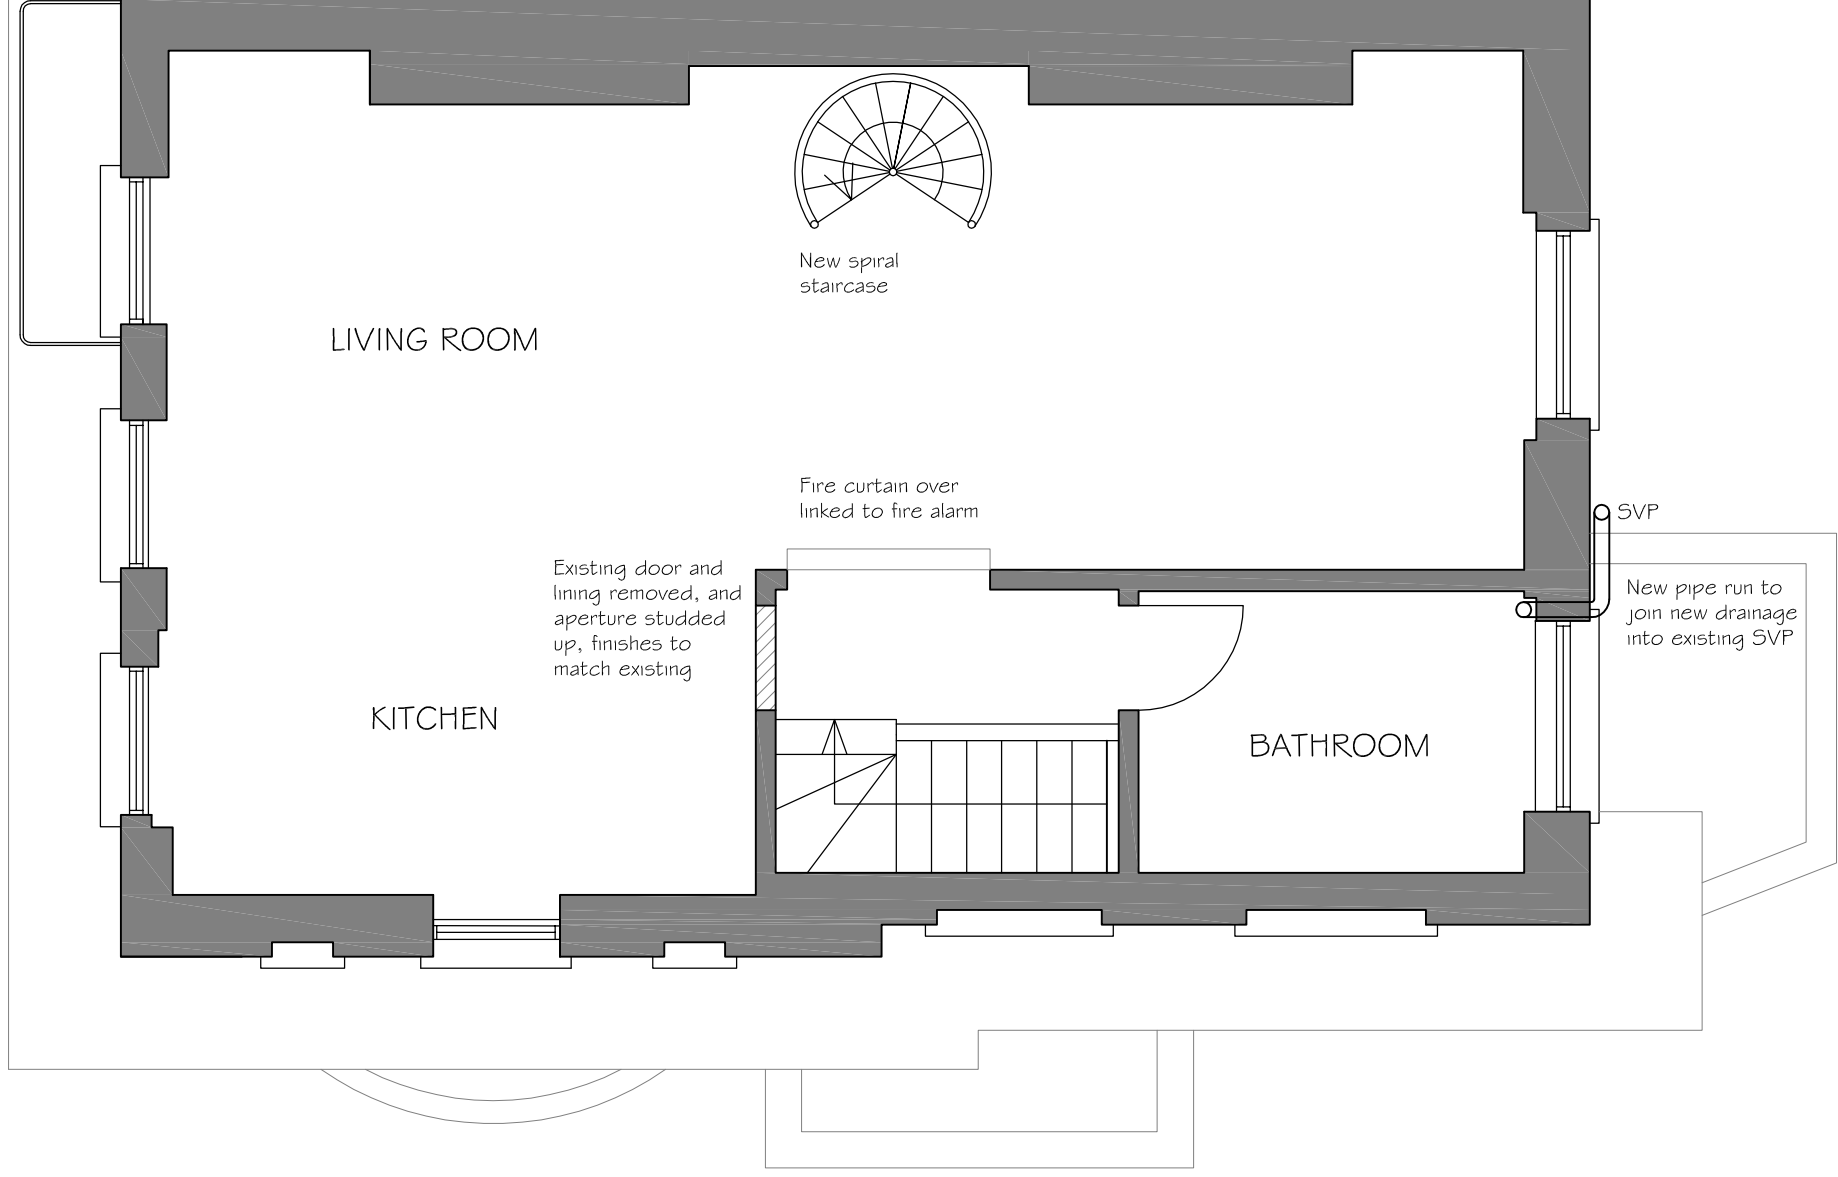 New spiral
staircase
LIVING ROOM
Fire curtain over
linked to fire alarm
SVP
Existing door and
lining removed, and
aperture studded
up, finishes to
match existing
New pipe run to
join new drainage
into existing SVP
KITCHEN
BATHROOM